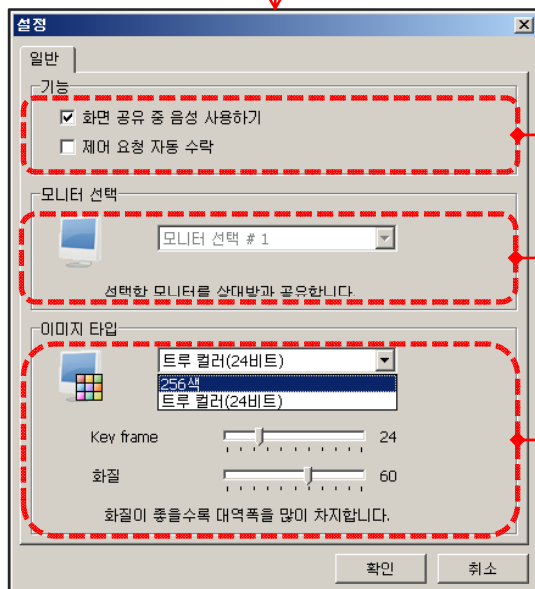 설정
일반
기능
화면 공유 중 음성 사용하기
제어 요청 자동 수락
모니터 선택
모니터 선택 # 1
선택한 모니터를 상대방과 공유합니다.
이미지 타입
트루 컬러(24비트)
256색
트루 컬러(24비트)
Key frame 24
화질 60
화질이 좋을수록 대역폭을 많이 차지합니다.
확인 취소